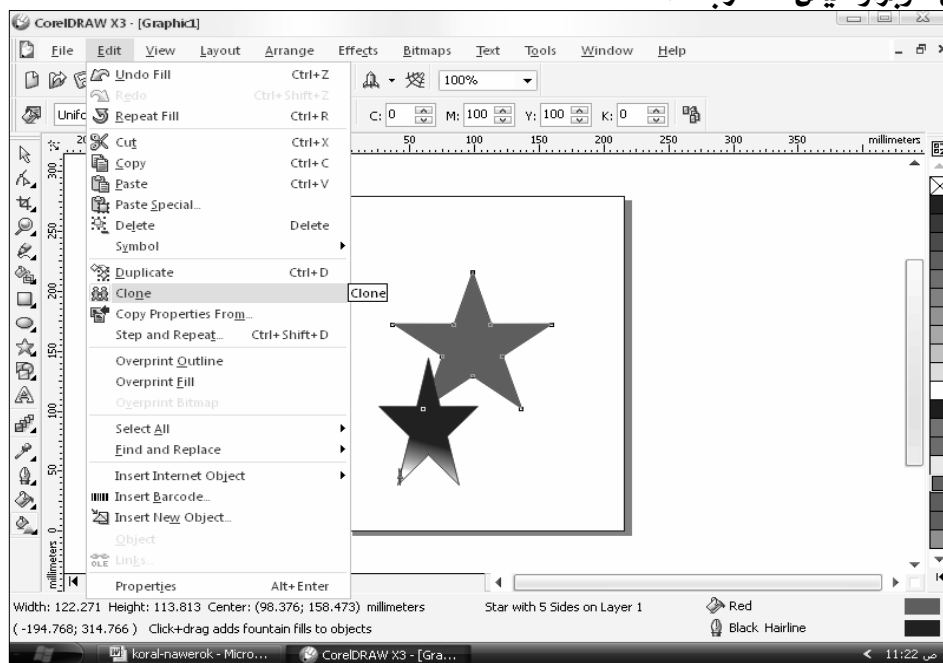 CorelDRAW X3 - [Graphic1]
File Edit View Layout Arrange Effects Bitmaps Text Tools Window Help
100%
Unifo C: 0 M: 100 Y: 100 K: 0
Undo Fill Ctrl+Z
Redo Ctrl+Shift+Z
Repeat Fill Ctrl+R
Cut Ctrl+X
Copy Ctrl+C
Paste Ctrl+V
Paste Special...
Delete Delete
Symbol
Duplicate Ctrl+D
Clone
Clone
Copy Properties From...
Step and Repeat... Ctrl+Shift+D
Overprint Outline
Overprint Fill
Overprint Bitmap
Select All
Find and Replace
Insert Internet Object
Insert Barcode...
Insert New Object...
Object
Links...
Properties Alt+Enter
50 100 150 200 250 300 350 millimeters
300
250
200
150
100
50
0
millimeters
Width: 122.271 Height: 113.813 Center: (98.376; 158.473) millimeters Star with 5 Sides on Layer 1 Red
( -194.768; 314.766 ) Click+drag adds fountain fills to objects Black Hairline
koral-nawerok - Micro... CorelDRAW X3 - [Gra... 11:22 ص